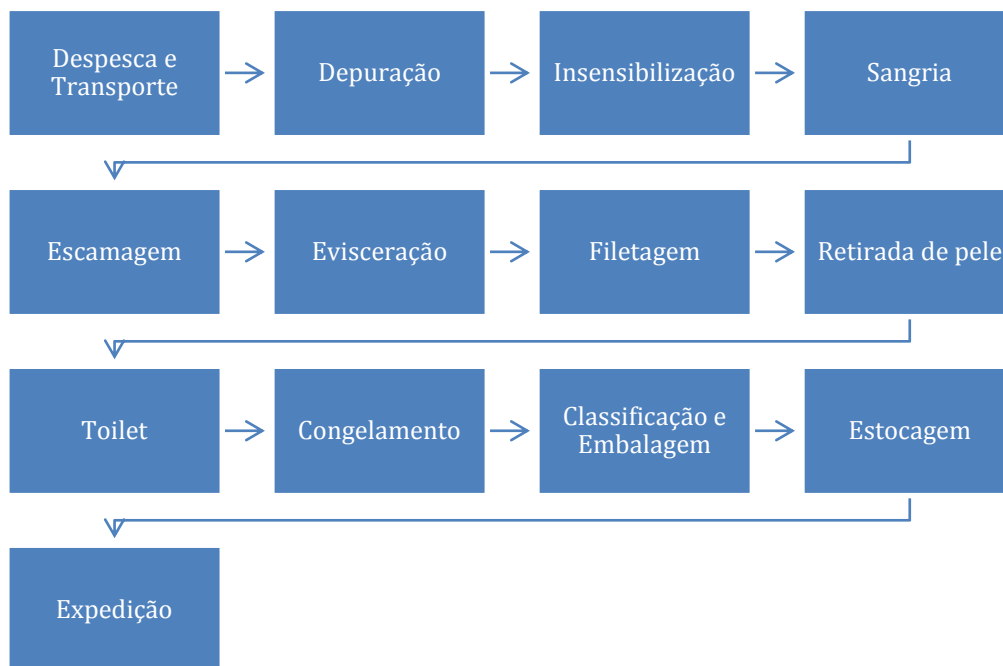 Despesca e
Transporte
Depuração
Insensibilização
Sangria
Escamagem
Evisceração
Filetagem
Retirada de pele
Toilet
Congelamento
Classificação e
Embalagem
Estocagem
Expedição